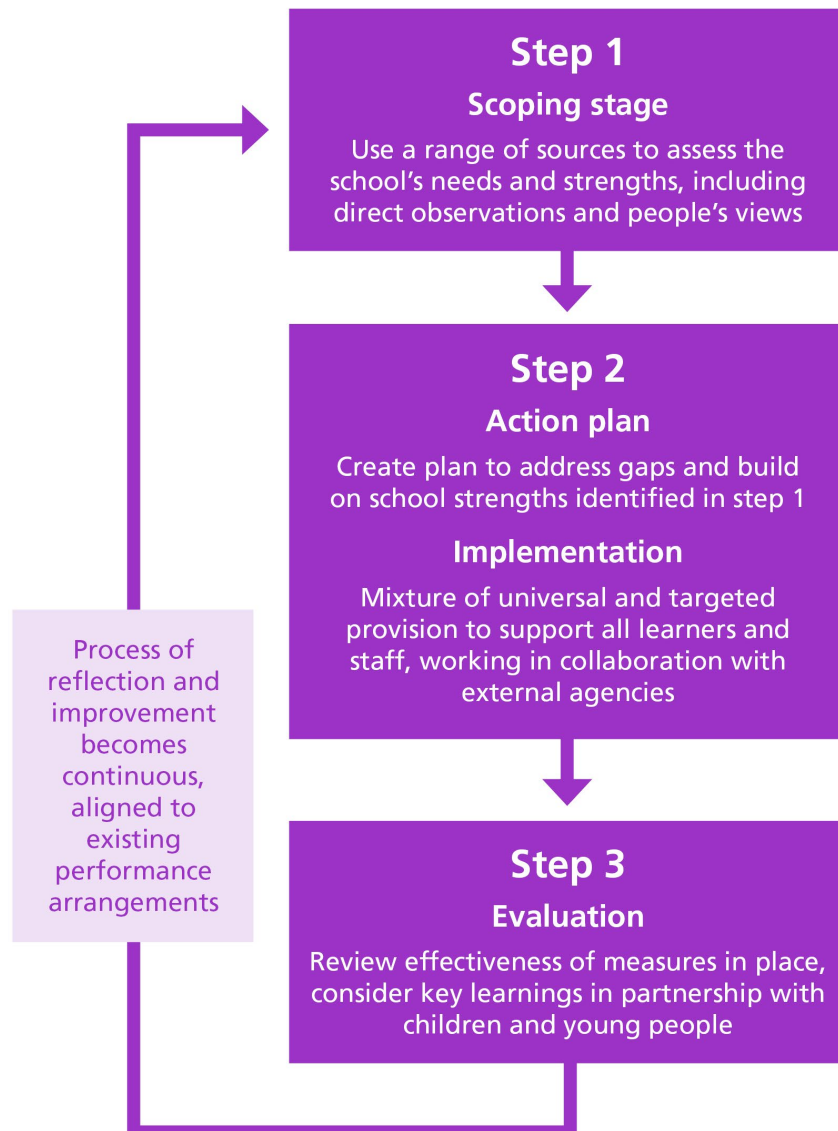 Step 1
Scoping stage
Use a range of sources to assess the
school’s needs and strengths, including
direct observations and people’s views
Step 2
Action plan
Create plan to address gaps and build
on school strengths identified in step 1
Implementation
Mixture of universal and targeted
provision to support all learners and
staff, working in collaboration with
external agencies
Step 3
Evaluation
Review effectiveness of measures in place,
consider key learnings in partnership with
children and young people
Process of
reflection and
improvement
becomes
continuous,
aligned to
existing
performance
arrangements